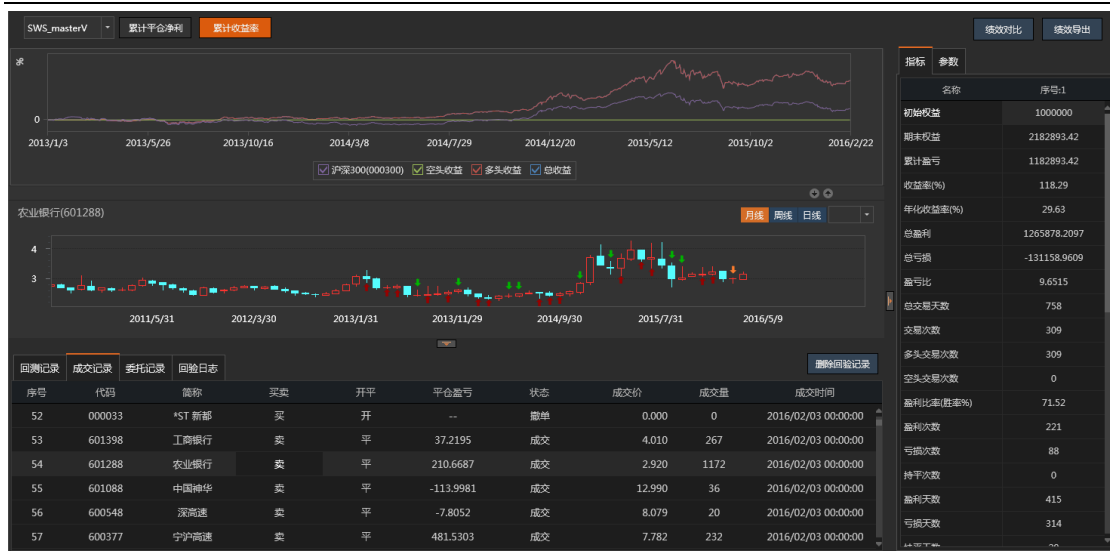 SWS_masterV 累计平仓净利 累计收益率 绩效对比 绩效导出
%
0
2013/1/3 2013/5/26 2013/10/16 2014/3/8 2014/7/29 2014/12/20 2015/5/12 2015/10/2 2016/2/22
沪深300(000300) 空头收益 多头收益 总收益
农业银行(601288) 月线 周线 日线
4
3
2011/5/31 2012/3/30 2013/1/31 2013/11/29 2014/9/30 2015/7/31 2016/5/9
回测记录 成交记录 委托记录 回验日志 删除回验记录
序号 代码 简称 买卖 开平 平仓盈亏 状态 成交价 成交量 成交时间
52 000033 *ST 新都 买 开 -- 撤单 0.000 0 2016/02/03 00:00:00
53 601398 工商银行 卖 平 37.2195 成交 4.010 267 2016/02/03 00:00:00
54 601288 农业银行 卖 平 210.6687 成交 2.920 1172 2016/02/03 00:00:00
55 601088 中国神华 卖 平 -113.9981 成交 12.990 36 2016/02/03 00:00:00
56 600548 深高速 卖 平 -7.8052 成交 8.079 20 2016/02/03 00:00:00
57 600377 宁沪高速 卖 平 481.5303 成交 7.782 232 2016/02/03 00:00:00
指标 参数
名称 序号:1
初始权益 1000000
期末权益 2182893.42
累计盈亏 1182893.42
收益率(%) 118.29
年化收益率(%) 29.63
总盈利 1265878.2097
总亏损 -131158.9609
盈亏比 9.6515
总交易天数 758
交易次数 309
多头交易次数 309
空头交易次数 0
盈利比率(胜率%) 71.52
盈利次数 221
亏损次数 88
持平次数 0
盈利天数 415
亏损天数 314